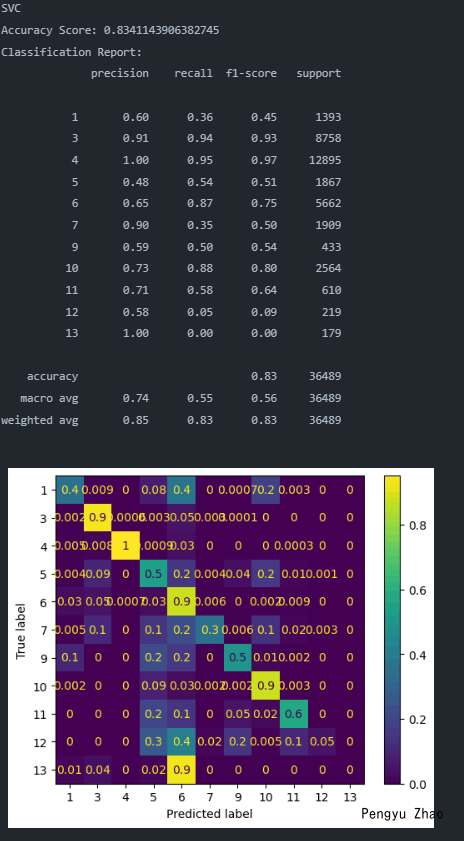 SVC
Accuracy Score: 0.8341143906382745
Classification Report:
precision recall f1-score support
1 0.60 0.36 0.45 1393
3 0.91 0.94 0.93 8758
4 1.00 0.95 0.97 12895
5 0.48 0.54 0.51 1867
6 0.65 0.87 0.75 5662
7 0.90 0.35 0.50 1909
9 0.59 0.50 0.54 433
10 0.73 0.88 0.80 2564
11 0.71 0.58 0.64 610
12 0.58 0.05 0.09 219
13 1.00 0.00 0.00 179
accuracy 0.83 36489
macro avg 0.74 0.55 0.56 36489
weighted avg 0.85 0.83 0.83 36489
1 0.4 0.009 0 0.08 0.4 0 0.0007 0.2 0.003 0 0
3 0.002 0.9 0.003 0.05 0.0001 0 0 0 0
4 0.005 0.008 1 0.0009 0.03 0 0 0 0.0003 0 0
5 0.004 0.09 0 0.5 0.2 0.004 0.04 0.2 0.01 0.001 0
6 0.03 0.05 0.0007 0.03 0.9 0.006 0 0.002 0.009 0 0
7 0.005 0.1 0 0.1 0.2 0.3 0.006 0.1 0.02 0.003 0
9 0.1 0 0 0.2 0.2 0 0.5 0.01 0.002 0 0
10 0.002 0 0 0.09 0.03 0.002 0.002 0.9 0.003 0 0
11 0 0 0 0.2 0.1 0 0.05 0.02 0.6 0 0
12 0 0 0 0.3 0.4 0.02 0.2 0.005 0.1 0.05 0
13 0.01 0.04 0 0.02 0.9 0 0 0 0 0 0
1 3 4 5 6 7 9 10 11 12 13
True label
Predicted label
0.8
0.6
0.4
0.2
0.0
Pengyu Zhao